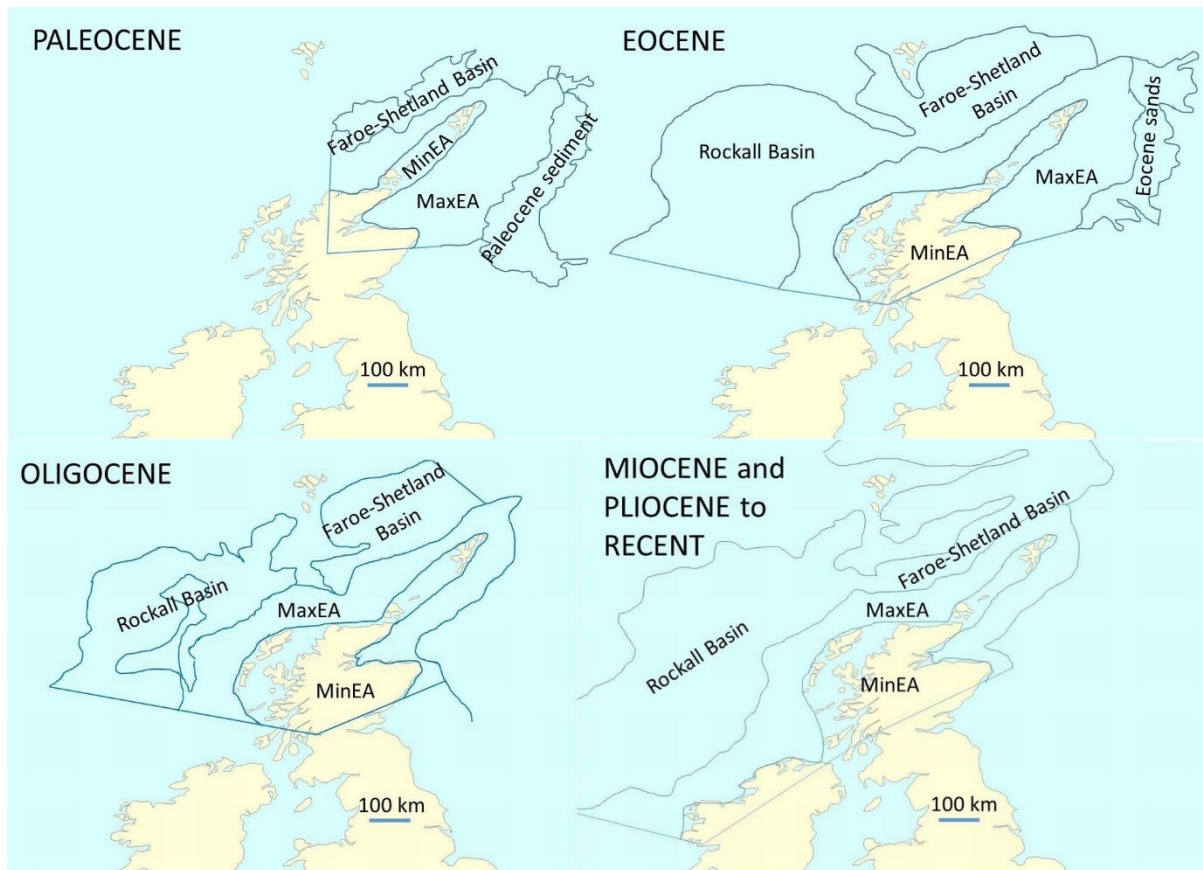 PALEOCENE
Faroe-Shetland Basin
MinEA
MaxEA
Paleocene sediment
100 km
EOCENE
Faroe-Shetland
Basin
Rockall Basin
Eocene sands
MaxEA
MinEA
100 km
OLIGOCENE
Faroe-Shetland
Basin
Rockall Basin
MaxEA
MinEA
100 km
MIOCENE and
PLIOCENE to
RECENT
Faroe-Shetland Basin
MaxEA
Rockall Basin
MinEA
100 km